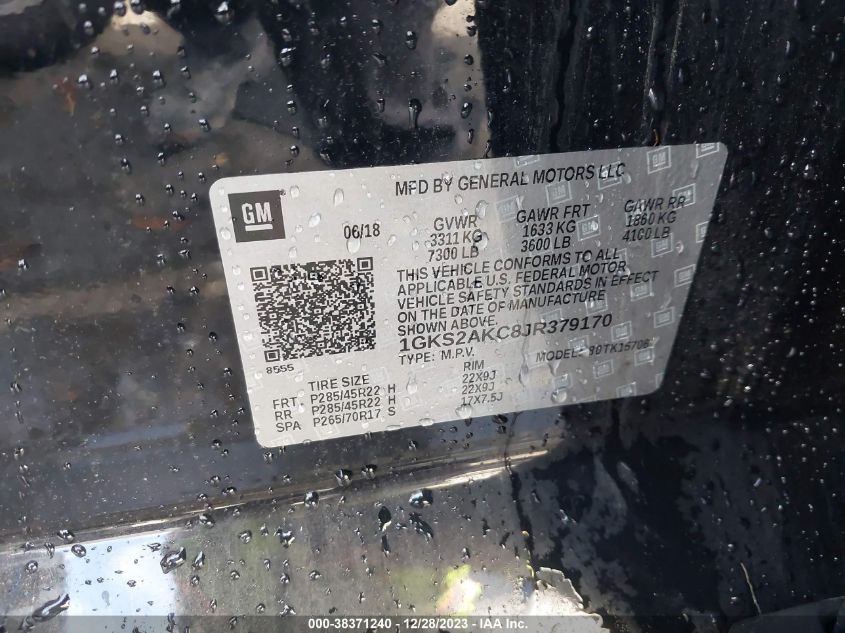 MFD BY GENERAL MOTORS LLC
GM
06/18
GVWR GAWR FRT GAWR RR
3311 KG 1633 KG 1860 KG
7300 LB 3600 LB 4100 LB
THIS VEHICLE CONFORMS TO ALL
APPLICABLE U.S. FEDERAL MOTOR
VEHICLE SAFETY STANDARDS IN EFFECT
ON THE DATE OF MANUFACTURE
SHOWN ABOVE
1GKS2AKC8JR379170
TYPE: M.P.V. MODEL:
8555
TIRE SIZE RIM
FRT. P285/45R22 H 22X9J
RR P285/45R22 H 22X9J
SPA P265/70R17 S 17X7.5J
000-38371240 - 12/28/2023 - IAA Inc.